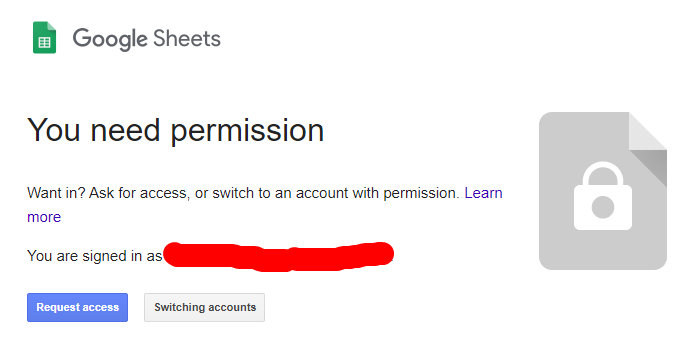 Google Sheets
You need permission
Want in? Ask for access, or switch to an account with permission. Learn
more
You are signed in as
Request access Switching accounts